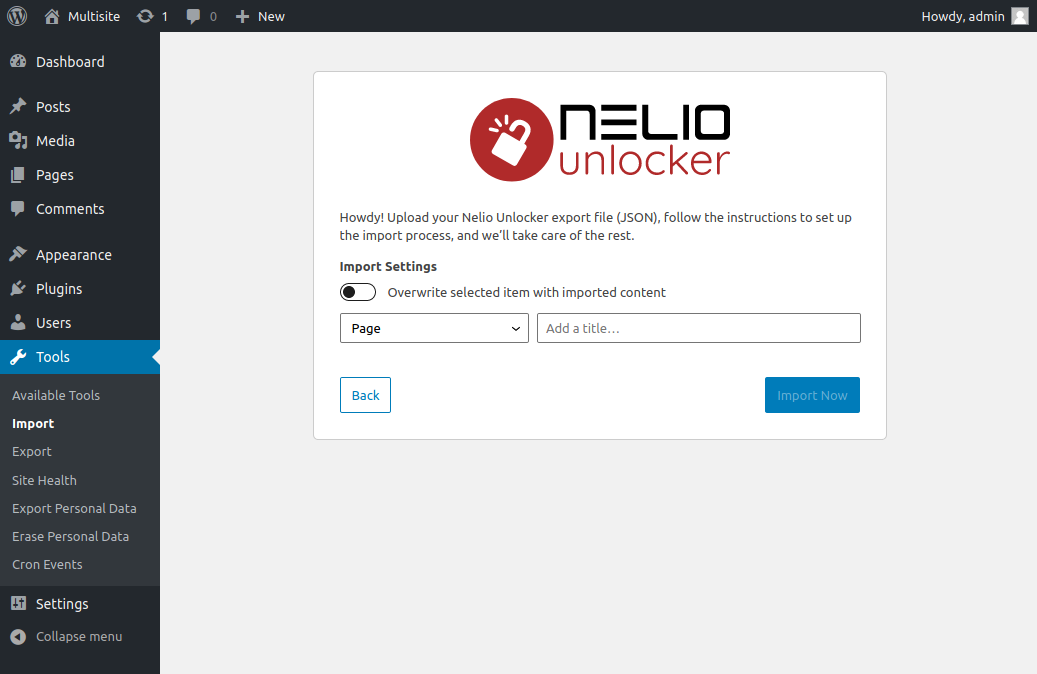 Multisite 1 0 New Howdy, admin
Dashboard
Posts
Media
Pages
Comments
Appearance
Plugins
Users
Tools
Available Tools
Import
Export
Site Health
Export Personal Data
Erase Personal Data
Cron Events
Settings
Collapse menu
NELIO
unlocker
Howdy! Upload your Nelio Unlocker export file (JSON), follow the instructions to set up
the import process, and we'll take care of the rest.
Import Settings
Overwrite selected item with imported content
Page Add a title…
Back Import Now